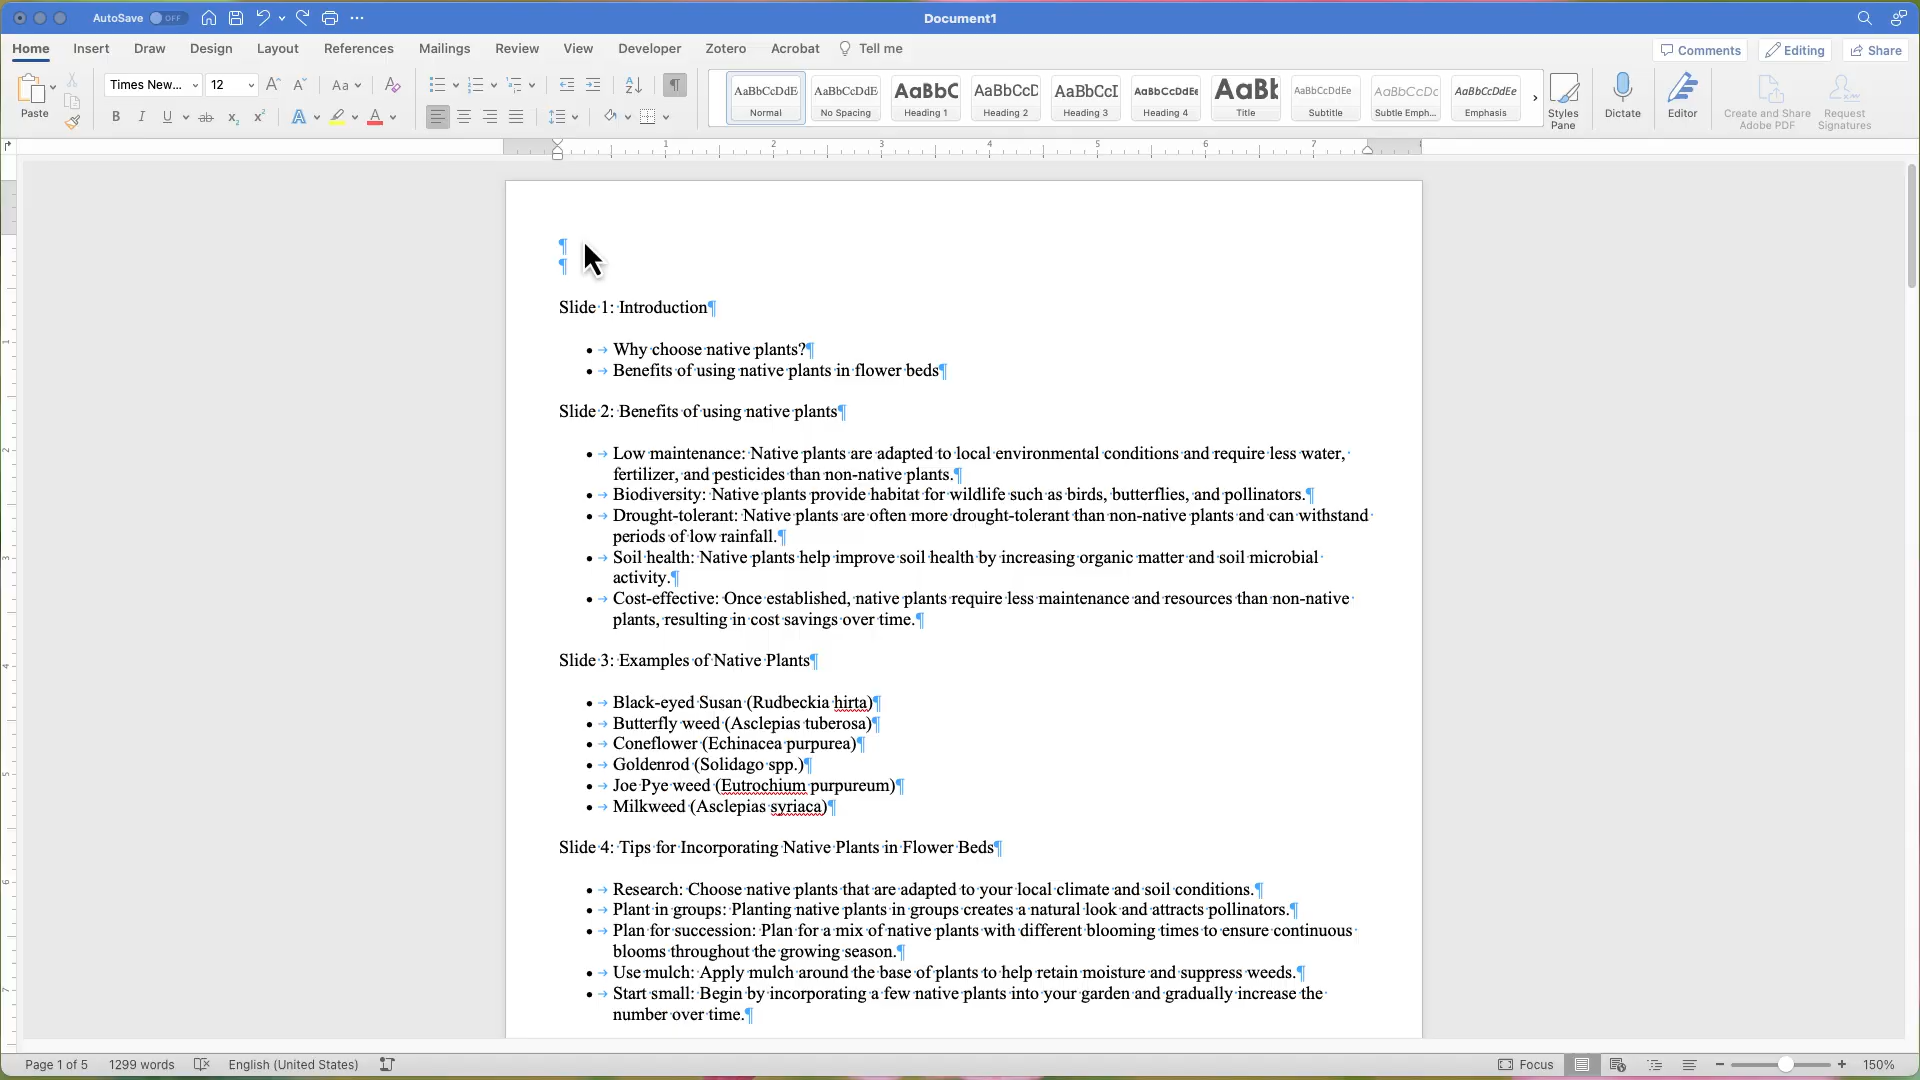 AutoSave OFF
Document1
Home Insert Draw Design Layout References Mailings Review View Developer Zotero Acrobat Tell me
Comments Editing Share
Paste
Times New... 12
Aa
B I U ab x₂ x² A A
AaBbCcDdE AaBbCcDdE AaBbC AaBbCcD AaBbCcI AaBbCcDdEe AaBb AaBbCcDdEe AaBbCcDc AaBbCcDdEe
Normal No Spacing Heading 1 Heading 2 Heading 3 Heading 4 Title Subtitle Subtle Emph... Emphasis
Styles Pane
Dictate
Editor
Create and Share Adobe PDF
Request Signatures
1 2 3 4 5 6 7
¶
¶
Slide 1: Introduction¶
• Why choose native plants?¶
• Benefits of using native plants in flower beds¶
Slide 2: Benefits of using native plants¶
• Low maintenance: Native plants are adapted to local environmental conditions and require less water,
fertilizer, and pesticides than non-native plants.¶
• Biodiversity: Native plants provide habitat for wildlife such as birds, butterflies, and pollinators.¶
• Drought-tolerant: Native plants are often more drought-tolerant than non-native plants and can withstand
periods of low rainfall.¶
• Soil health: Native plants help improve soil health by increasing organic matter and soil microbial
activity.¶
• Cost-effective: Once established, native plants require less maintenance and resources than non-native
plants, resulting in cost savings over time.¶
Slide 3: Examples of Native Plants¶
• Black-eyed Susan (Rudbeckia hirta)¶
• Butterfly weed (Asclepias tuberosa)¶
• Coneflower (Echinacea purpurea)¶
• Goldenrod (Solidago spp.)¶
• Joe Pye weed (Eutrochium purpureum)¶
• Milkweed (Asclepias syriaca)¶
Slide 4: Tips for Incorporating Native Plants in Flower Beds¶
• Research: Choose native plants that are adapted to your local climate and soil conditions.¶
• Plant in groups: Planting native plants in groups creates a natural look and attracts pollinators.¶
• Plan for succession: Plan for a mix of native plants with different blooming times to ensure continuous
blooms throughout the growing season.¶
• Use mulch: Apply mulch around the base of plants to help retain moisture and suppress weeds.¶
• Start small: Begin by incorporating a few native plants into your garden and gradually increase the
number over time.¶
Page 1 of 5 1299 words English (United States) Focus 150%